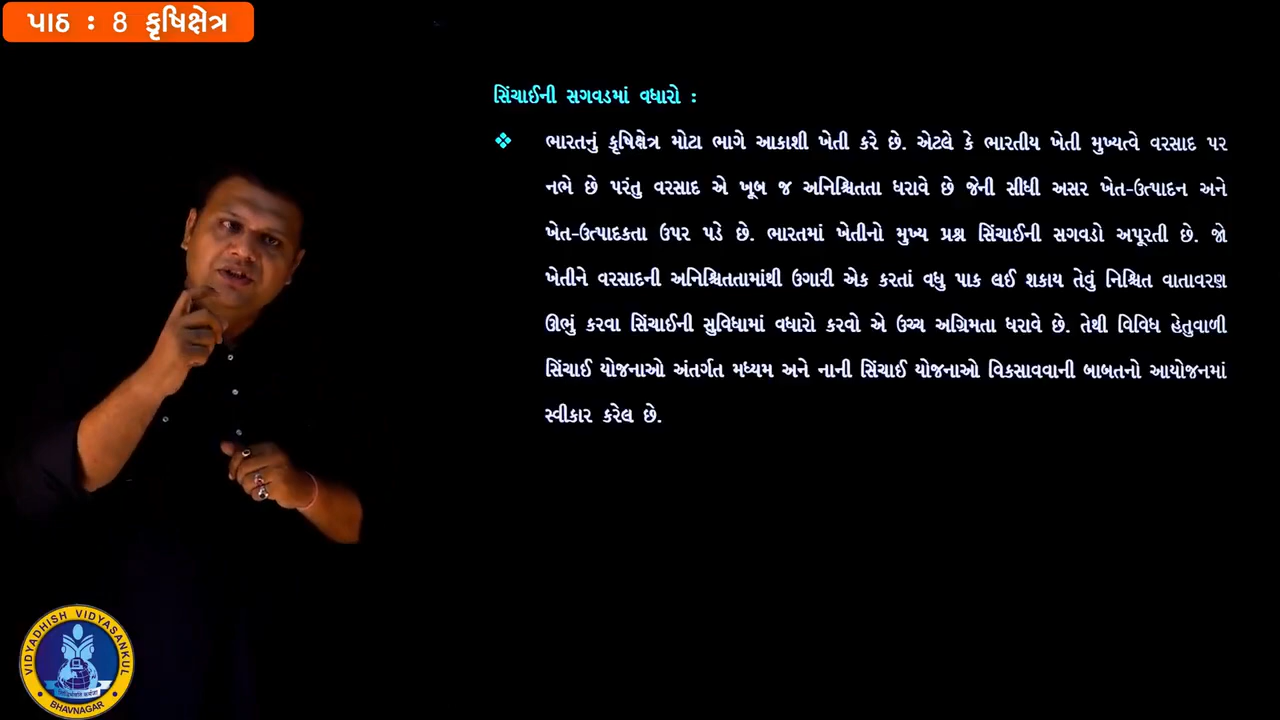 પાઠ : 8 કૃષિક્ષેત્ર
સિંચાઈની સગવડમાં વધારો :
❖ ભારતનું કૃષિક્ષેત્ર મોટા ભાગે આકાશી ખેતી કરે છે. એટલે કે ભારતીય ખેતી મુખ્યત્વે વરસાદ પર
નભે છે પરંતુ વરસાદ એ ખૂબ જ અનિશ્ચિતતા ધરાવે છે જેની સીધી અસર ખેત-ઉત્પાદન અને
ખેત-ઉત્પાદકતા ઉપર પડે છે. ભારતમાં ખેતીનો મુખ્ય પ્રશ્ન સિંચાઈની સગવડો અપૂરતી છે. જો
ખેતીને વરસાદની અનિશ્ચિતતામાંથી ઉગારી એક કરતાં વધુ પાક લઈ શકાય તેવું નિશ્ચિત વાતાવરણ
ઊભું કરવા સિંચાઈની સુવિધામાં વધારો કરવો એ ઉચ્ચ અગ્રિમતા ધરાવે છે. તેથી વિવિધ હેતુવાળી
સિંચાઈ યોજનાઓ અંતર્ગત મધ્યમ અને નાની સિંચાઈ યોજનાઓ વિકસાવવાની બાબતનો આયોજનમાં
સ્વીકાર કરેલ છે.
VIDYADHISH VIDYASANKUL
BHAVNAGAR